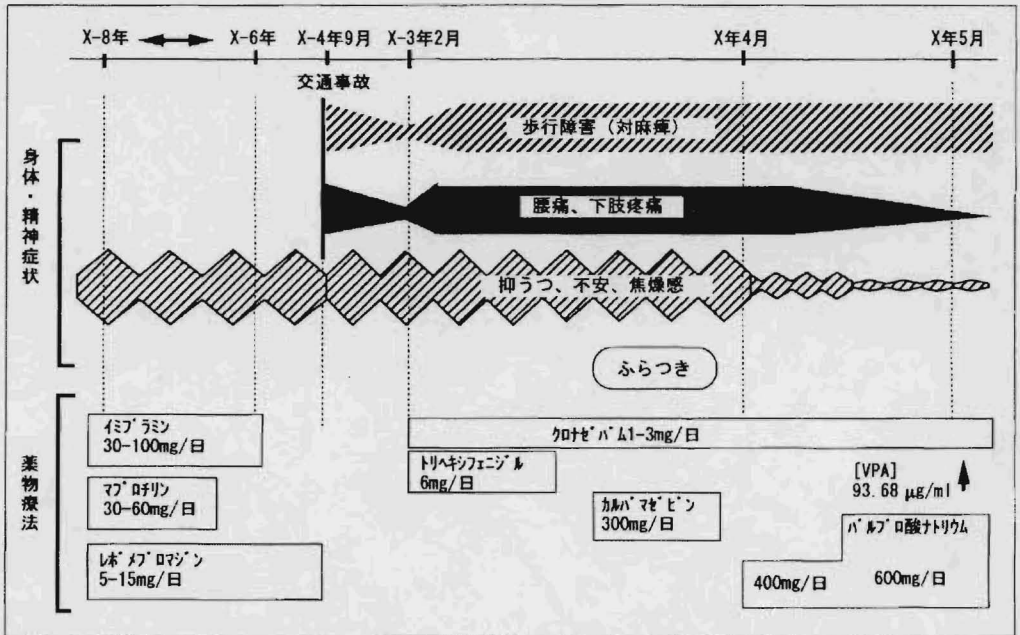 X-8年 X-6年 X-4年9月 X-3年2月 X年4月 X年5月
交通事故
歩行障害（対麻痺）
腰痛、下肢疼痛
抑うつ、不安、焦燥感
ふらつき
身体・精神症状
薬物療法
イミプラミン
30-100mg/日
マプロチリン
30-60mg/日
レボメプロマジン
5-15mg/日
クロナゼパム1-3mg/日
トリヘキシフェニジル
6mg/日
カルバマゼピン
300mg/日
[VPA]
93.68 μg/ml
バルプロ酸ナトリウム
400mg/日
600mg/日